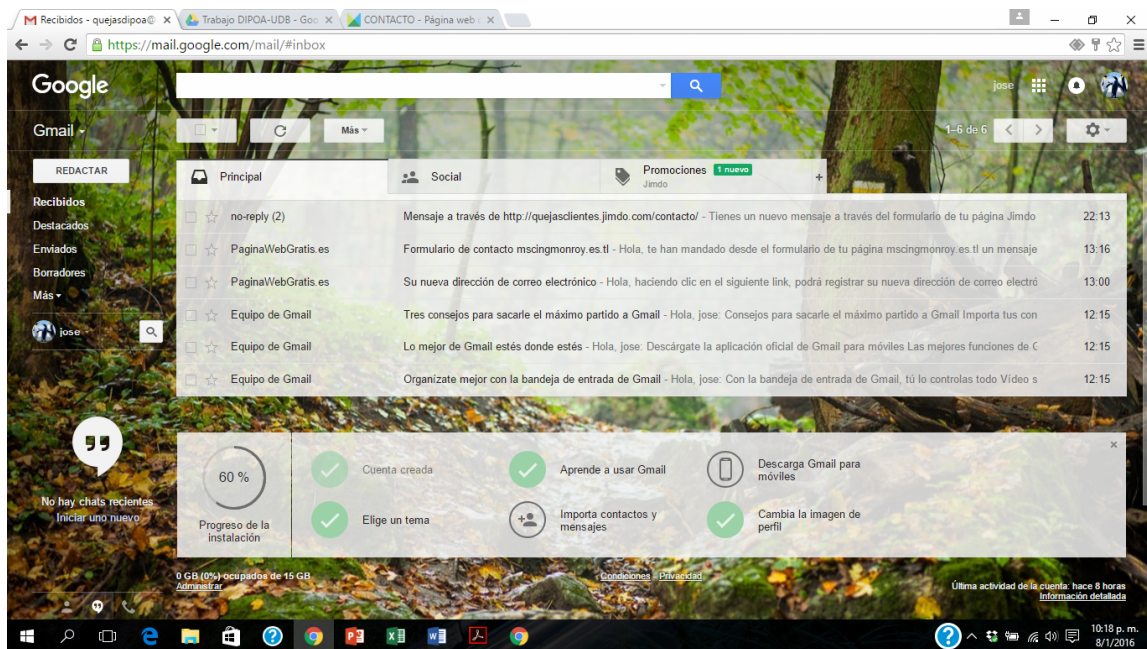 Recibidos - quejasdipoa@
Trabajo DIPOA-UDB - Goo
CONTACTO - Página web
https://mail.google.com/mail/#inbox
Google
jose
Gmail
Más
1–6 de 6
REDACTAR
Principal
Social
Promociones 1 nuevo
Jimdo
+
Recibidos
Destacados
Enviados
Borradores
Más
jose
no-reply (2) Mensaje a través de http://quejasclientes.jimdo.com/contacto/ - Tienes un nuevo mensaje a través del formulario de tu página Jimdo 22:13
PaginaWebGratis.es Formulario de contacto mscingmonroy.es.tl - Hola, te han mandado desde el formulario de tu página mscingmonroy.es.tl un mensaje 13:16
PaginaWebGratis.es Su nueva dirección de correo electrónico - Hola, haciendo clic en el siguiente link, podrá registrar su nueva dirección de correo electró 13:00
Equipo de Gmail Tres consejos para sacarle el máximo partido a Gmail - Hola, jose: Consejos para sacarle el máximo partido a Gmail Importa tus con 12:15
Equipo de Gmail Lo mejor de Gmail estés donde estés - Hola, jose: Descárgate la aplicación oficial de Gmail para móviles Las mejores funciones de 12:15
Equipo de Gmail Organízate mejor con la bandeja de entrada de Gmail - Hola, jose: Con la bandeja de entrada de Gmail, tú lo controlas todo Vídeo s 12:15
No hay chats recientes
Iniciar uno nuevo
60 %
Progreso de la
instalación
Cuenta creada
Aprende a usar Gmail
Descarga Gmail para
móviles
Elige un tema
Importa contactos y
mensajes
Cambia la imagen de
perfil
0 GB (0%) ocupados de 15 GB
Administrar
Condiciones - Privacidad
Última actividad de la cuenta: hace 8 horas
Información detallada
10:18 p. m.
8/1/2016